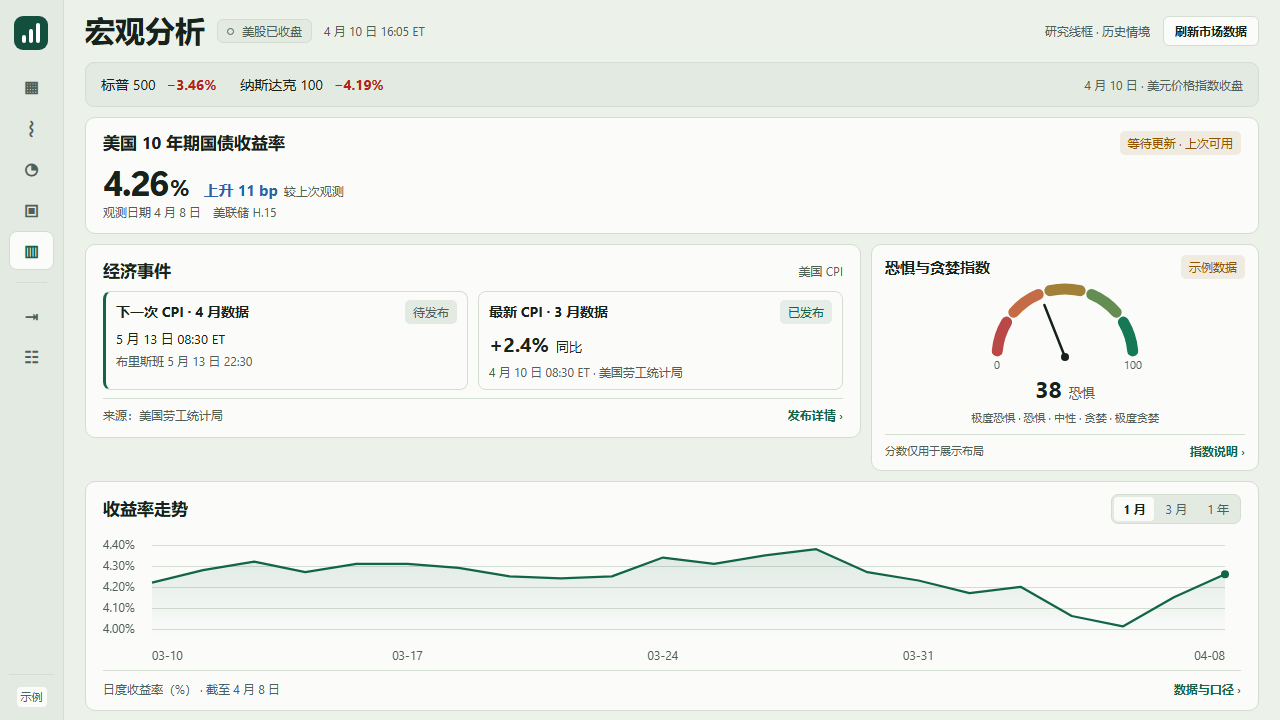 宏观分析
美股已收盘
4 月 10 日 16:05 ET
研究线框 · 历史情境
刷新市场数据
标普 500 −3.46% 纳斯达克 100 −4.19%
4 月 10 日 · 美元价格指数收盘
美国 10 年期国债收益率
等待更新 · 上次可用
4.26% 上升 11 bp 较上次观测
观测日期 4 月 8 日 美联储 H.15
经济事件
美国 CPI
下一次 CPI · 4 月数据
待发布
5 月 13 日 08:30 ET
布里斯班 5 月 13 日 22:30
最新 CPI · 3 月数据
已发布
+2.4% 同比
4 月 10 日 08:30 ET · 美国劳工统计局
来源：美国劳工统计局
发布详情 ›
恐惧与贪婪指数
示例数据
0
100
38 恐惧
极度恐惧 · 恐惧 · 中性 · 贪婪 · 极度贪婪
分数仅用于展示布局
指数说明 ›
收益率走势
1 月 3 月 1 年
4.40%
4.30%
4.20%
4.10%
4.00%
03-10 03-17 03-24 03-31 04-08
日度收益率（%） · 截至 4 月 8 日
数据与口径 ›
示例